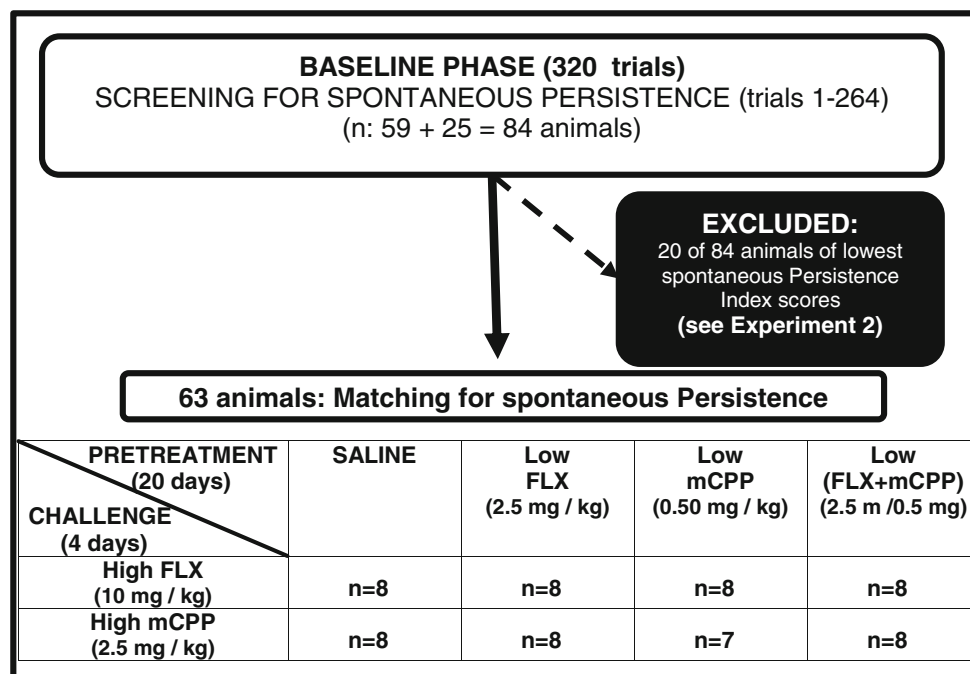 BASELINE PHASE (320 trials)
SCREENING FOR SPONTANEOUS PERSISTENCE (trials 1-264)
(n: 59 + 25 = 84 animals)
EXCLUDED:
20 of 84 animals of lowest
spontaneous Persistence
Index scores
(see Experiment 2)
63 animals: Matching for spontaneous Persistence
PRETREATMENT
(20 days)
CHALLENGE
(4 days)
SALINE
Low
FLX
(2.5 mg / kg)
Low
mCPP
(0.50 mg / kg)
Low
(FLX+mCPP)
(2.5 m /0.5 mg)
High FLX
(10 mg / kg)
n=8
n=8
n=8
n=8
High mCPP
(2.5 mg / kg)
n=8
n=8
n=7
n=8